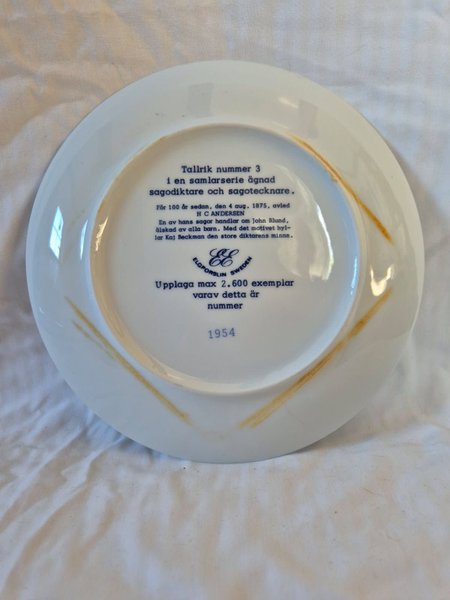 Tallrik nummer 3
i en samlarserie ägnad
sagodiktare och sagotecknare.
För 100 år sedan, den 4 aug. 1875, avled
H C ANDERSEN
En av hans sagor handlar om John Blund,
älskad av alla barn. Med det motivet hyl-
lar Kaj Beckman den store diktarens minne.
EE
ELGPORSLIN SWEDEN
Upplaga max 2.600 exemplar
varav detta är
nummer
1954